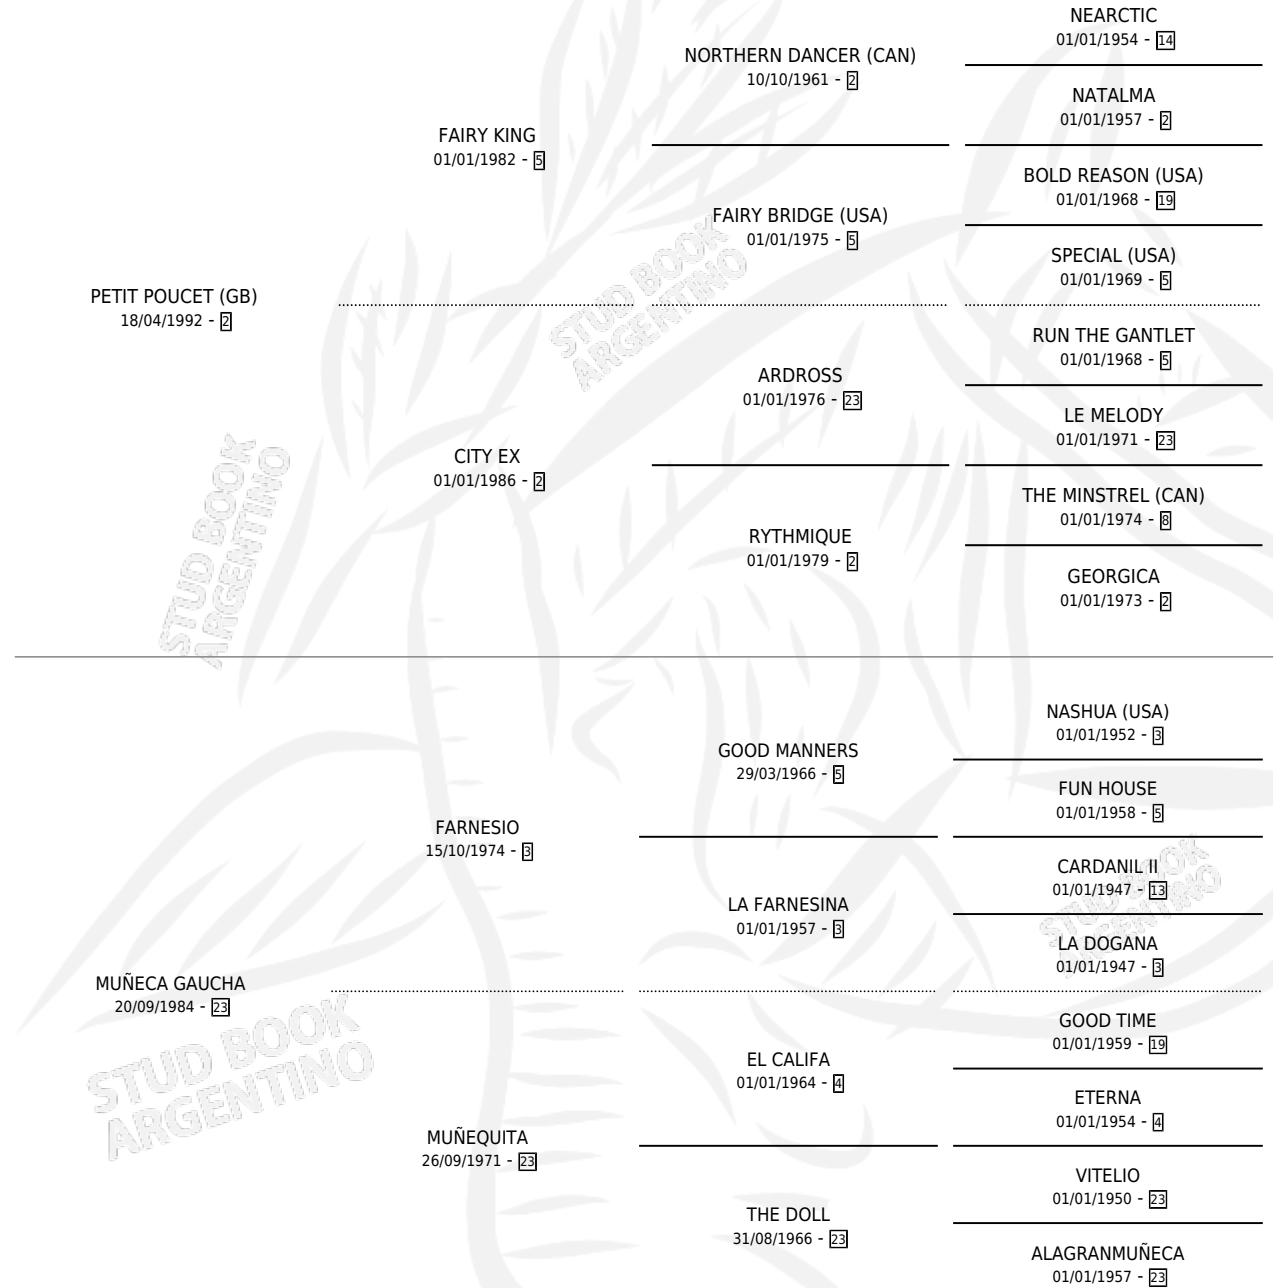 NEARCTIC
01/01/1954 - 14
NORTHERN DANCER (CAN)
10/10/1961 - 2
NATALMA
01/01/1957 - 2
FAIRY KING
01/01/1982 - 5
BOLD REASON (USA)
01/01/1968 - 19
FAIRY BRIDGE (USA)
01/01/1975 - 5
SPECIAL (USA)
01/01/1969 - 5
PETIT POUCET (GB)
18/04/1992 - 2
STUD BOOK
ARGENTINO
RUN THE GANTLET
01/01/1968 - 5
ARDROSS
01/01/1976 - 23
LE MELODY
01/01/1971 - 23
CITY EX
01/01/1986 - 2
THE MINSTREL (CAN)
01/01/1974 - 8
RYTHMIQUE
01/01/1979 - 2
GEORGICA
01/01/1973 - 2
STUD BOOK
ARGENTINO
NASHUA (USA)
01/01/1952 - 3
GOOD MANNERS
29/03/1966 - 5
FUN HOUSE
01/01/1958 - 5
FARNESIO
15/10/1974 - 3
CARDANIL II
01/01/1947 - 13
LA FARNESINA
01/01/1957 - 3
LA DOGANA
01/01/1947 - 3
STUD BOOK
ARGENTINO
MUÑECA GAUCHA
20/09/1984 - 23
GOOD TIME
01/01/1959 - 19
EL CALIFA
01/01/1964 - 4
ETERNA
01/01/1954 - 4
STUD BOOK
ARGENTINO
MUÑEQUITA
26/09/1971 - 23
VITELIO
01/01/1950 - 23
THE DOLL
31/08/1966 - 23
ALAGRANMUÑECA
01/01/1957 - 23